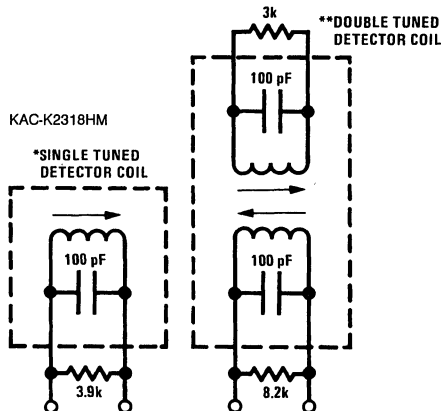 3k
**DOUBLE TUNED
DETECTOR COIL
100 pF
KAC-K2318HM
*SINGLE TUNED
DETECTOR COIL
100 pF
100 pF
3.9k
8.2k